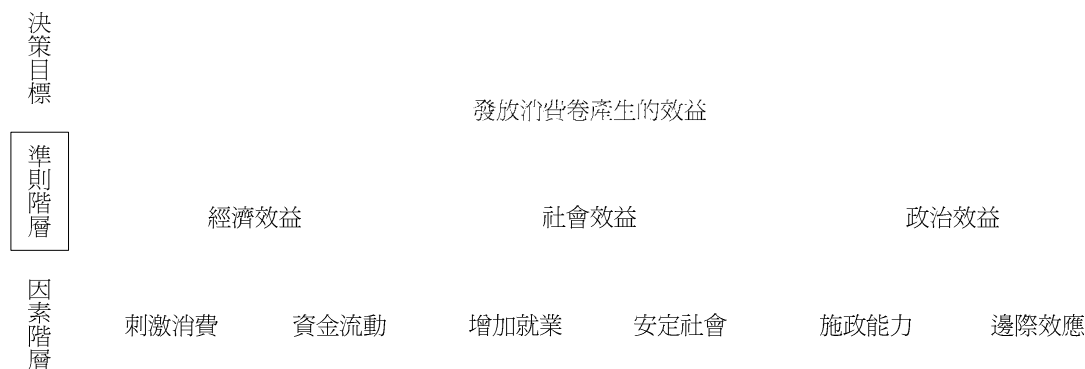 決策目標
發放消費卷產生的效益
準則階層
經濟效益 社會效益 政治效益
因素階層
刺激消費 資金流動 增加就業 安定社會 施政能力 邊際效應